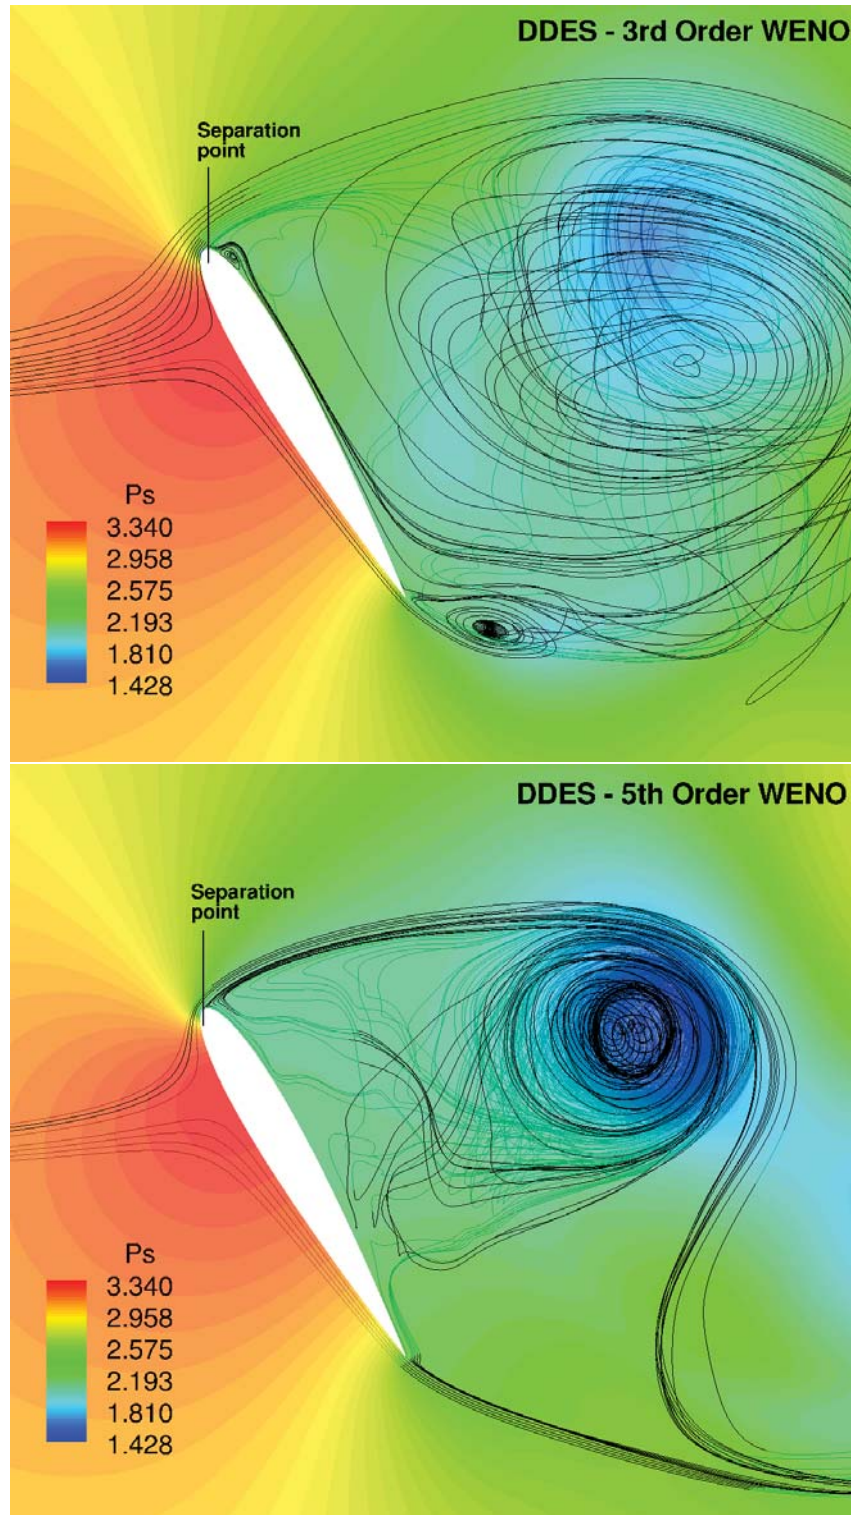 DDES - 3rd Order WENO
Separation
point
Ps
3.340
2.958
2.575
2.193
1.810
1.428
DDES - 5th Order WENO
Separation
point
Ps
3.340
2.958
2.575
2.193
1.810
1.428